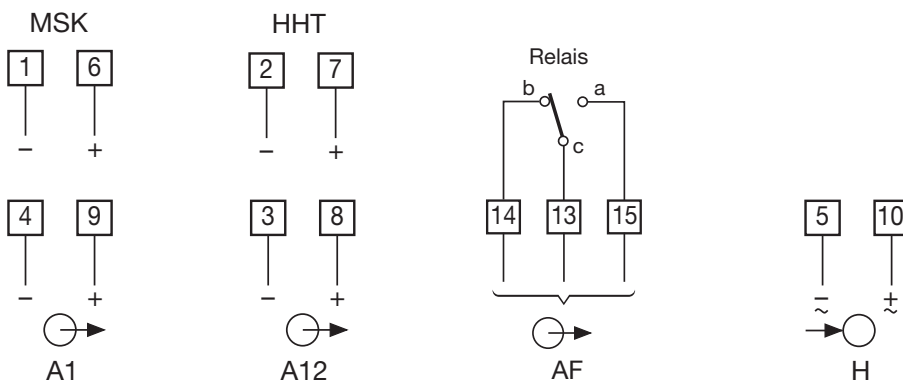 MSK HHT
1 6 2 7
− + − +
Relais
b a
c
4 9 3 8 14 13 15 5 10
− + − + − +
~ ~
A1 A12 AF H